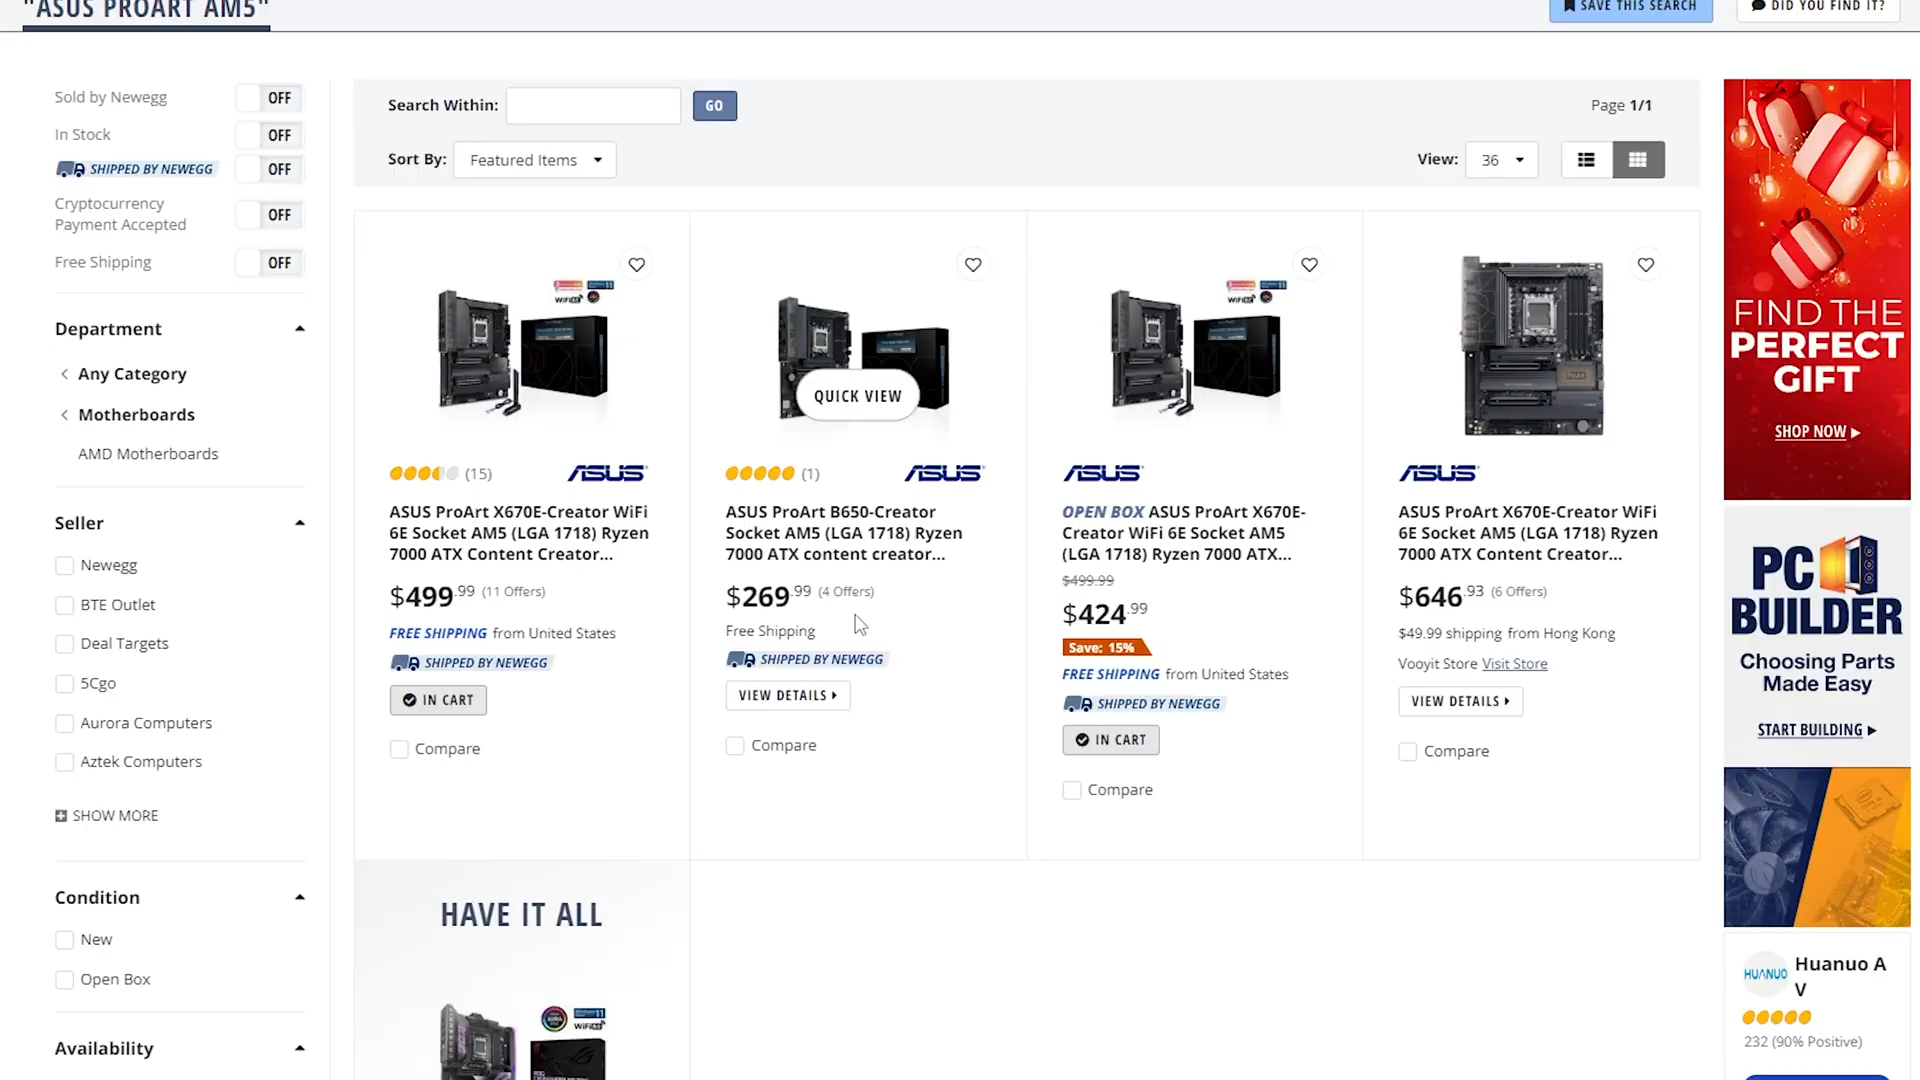 "ASUS PROART AM5"
SAVE THIS SEARCH
DID YOU FIND IT?
Sold by Newegg OFF
In Stock OFF
SHIPPED BY NEWEGG OFF
Cryptocurrency
Payment Accepted OFF
Free Shipping OFF
Department
Any Category
Motherboards
AMD Motherboards
Seller
Newegg
BTE Outlet
Deal Targets
5Cgo
Aurora Computers
Aztek Computers
SHOW MORE
Condition
New
Open Box
Availability
Search Within: GO
Page 1/1
Sort By: Featured Items
View: 36
WiFi
(15) ASUS
ASUS ProArt X670E-Creator WiFi
6E Socket AM5 (LGA 1718) Ryzen
7000 ATX Content Creator...
$499.99 (11 Offers)
FREE SHIPPING from United States
SHIPPED BY NEWEGG
IN CART
Compare
QUICK VIEW
(1) ASUS
ASUS ProArt B650-Creator
Socket AM5 (LGA 1718) Ryzen
7000 ATX content creator...
$269.99 (4 Offers)
Free Shipping
SHIPPED BY NEWEGG
VIEW DETAILS
Compare
WiFi
ASUS
OPEN BOX ASUS ProArt X670E-
Creator WiFi 6E Socket AM5
(LGA 1718) Ryzen 7000 ATX...
$499.99
$424.99
Save: 15%
FREE SHIPPING from United States
SHIPPED BY NEWEGG
IN CART
Compare
ASUS
ASUS ProArt X670E-Creator WiFi
6E Socket AM5 (LGA 1718) Ryzen
7000 ATX Content Creator...
$646.93 (6 Offers)
$49.99 shipping from Hong Kong
Vooyit Store Visit Store
VIEW DETAILS
Compare
HAVE IT ALL
WiFi
FIND THE
PERFECT
GIFT
SHOP NOW
PC
BUILDER
Choosing Parts
Made Easy
START BUILDING
HUANUO
Huanuo A
V
232 (90% Positive)